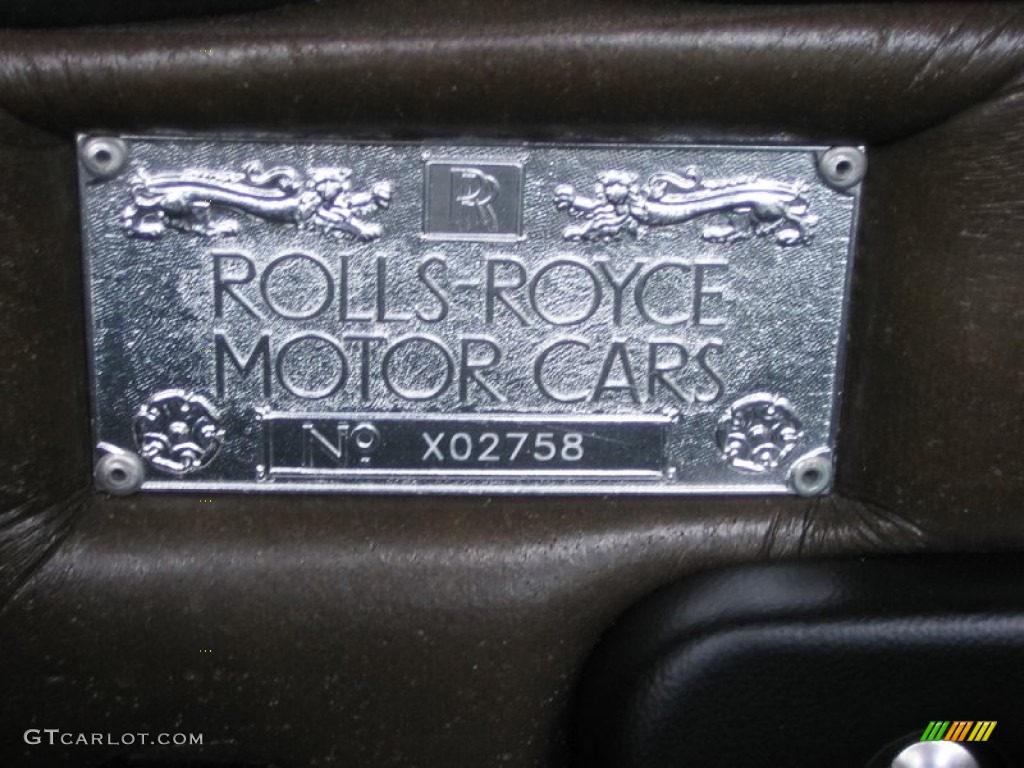 RR
ROLLS-ROYCE
MOTOR CARS
Nº X02758
GTCARLOT.COM